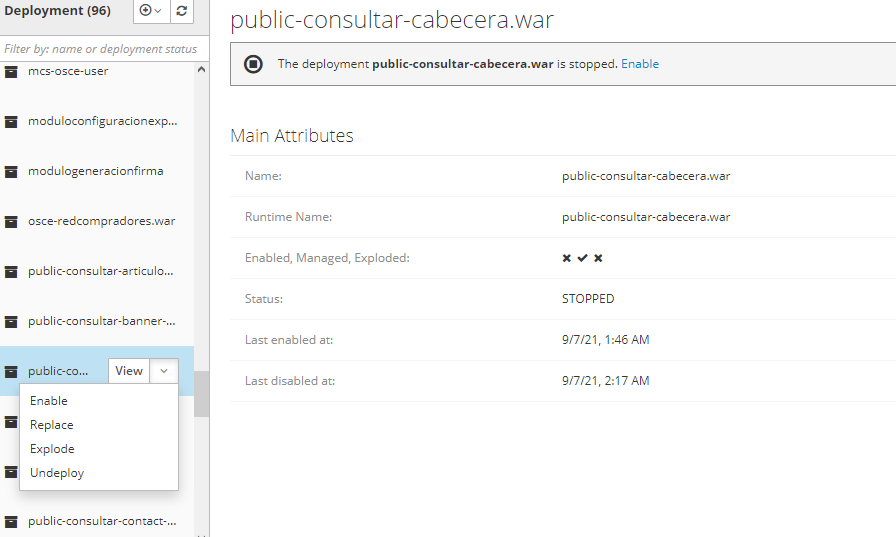 Deployment (96)
Filter by: name or deployment status
mcs-osce-user
moduloconfiguracionexp...
modulogeneracionfirma
osce-redcompradores.war
public-consultar-articulo...
public-consultar-banner-...
public-co...
View
Enable
Replace
Explode
Undeploy
public-consultar-contact-...
public-consultar-cabecera.war
The deployment public-consultar-cabecera.war is stopped. Enable
Main Attributes
Name: public-consultar-cabecera.war
Runtime Name: public-consultar-cabecera.war
Enabled, Managed, Exploded:
Status: STOPPED
Last enabled at: 9/7/21, 1:46 AM
Last disabled at: 9/7/21, 2:17 AM